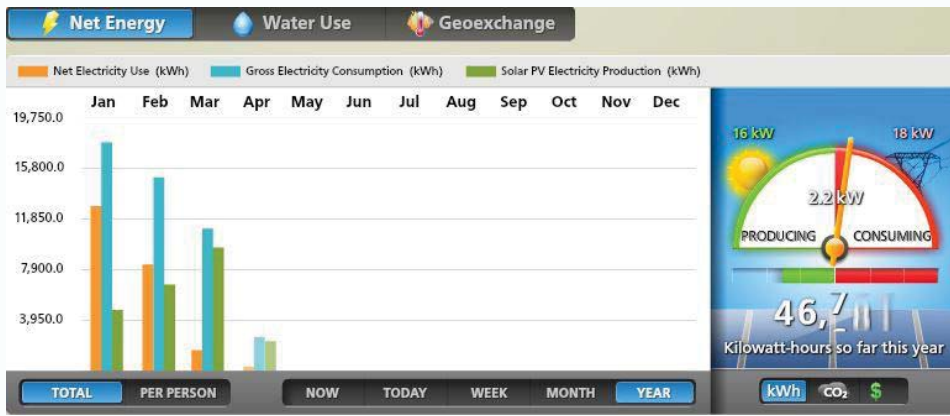 Net Energy Water Use Geoexchange
Net Electricity Use (kWh) Gross Electricity Consumption (kWh) Solar PV Electricity Production (kWh)
Jan Feb Mar Apr May Jun Jul Aug Sep Oct Nov Dec
19,750.0
15,800.0
11,850.0
7,900.0
3,950.0
16 kW 18 kW
2.2 kW
PRODUCING CONSUMING
46,
Kilowatt-hours so far this year
TOTAL PER PERSON NOW TODAY WEEK MONTH YEAR kWh CO₂ $